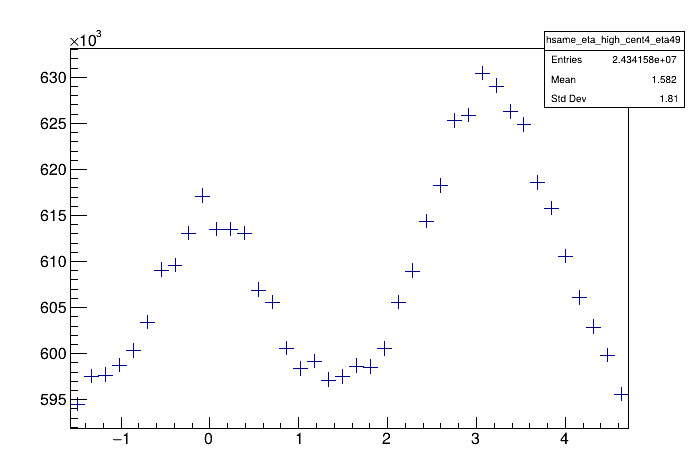 ×10³
hsame_eta_high_cent4_eta49
Entries 2.434158e+07
Mean 1.582
Std Dev 1.81
630
625
620
615
610
605
600
595
−1 0 1 2 3 4